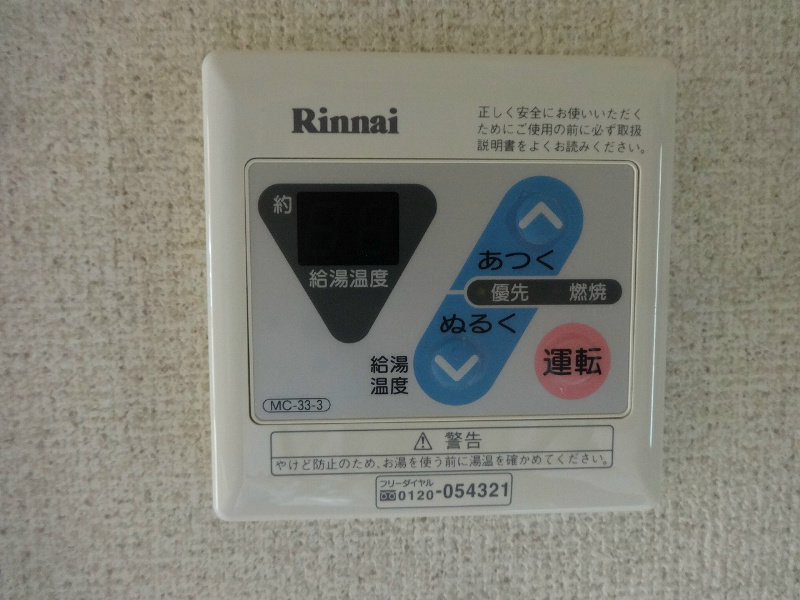 Rinnai
正しく安全にお使いいただく
ためにご使用の前に必ず取扱
説明書をよくお読みください。
約
給湯温度
あつく
優先 燃焼
ぬるく
給湯
温度
運転
MC-33-3
⚠ 警告
やけど防止のため、お湯を使う前に湯温を確かめてください。
フリーダイヤル
0120-054321